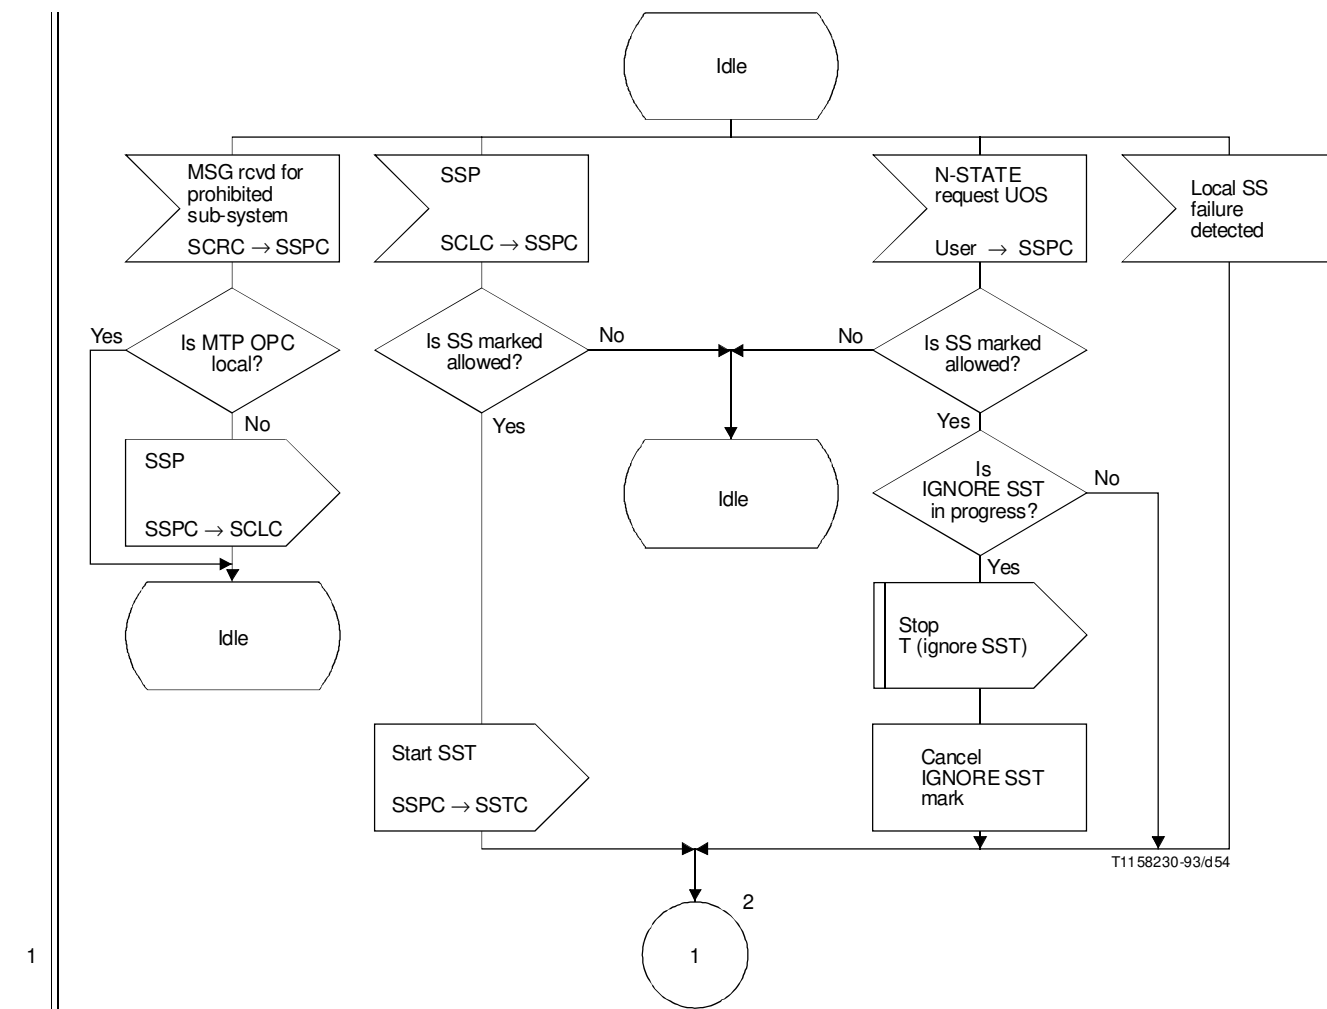 Idle
MSG rcvd for
prohibited
sub-system
SCRC → SSPC
SSP
SCLC → SSPC
N-STATE
request UOS
User → SSPC
Local SS
failure
detected
Yes
Is MTP OPC
local?
No
Is SS marked
allowed?
No
Yes
No
Is SS marked
allowed?
Yes
SSP
SSPC → SCLC
Idle
Idle
Is
IGNORE SST
in progress?
No
Yes
Stop
T (ignore SST)
Start SST
SSPC → SSTC
Cancel
IGNORE SST
mark
T1158230-93/d54
2
1
1